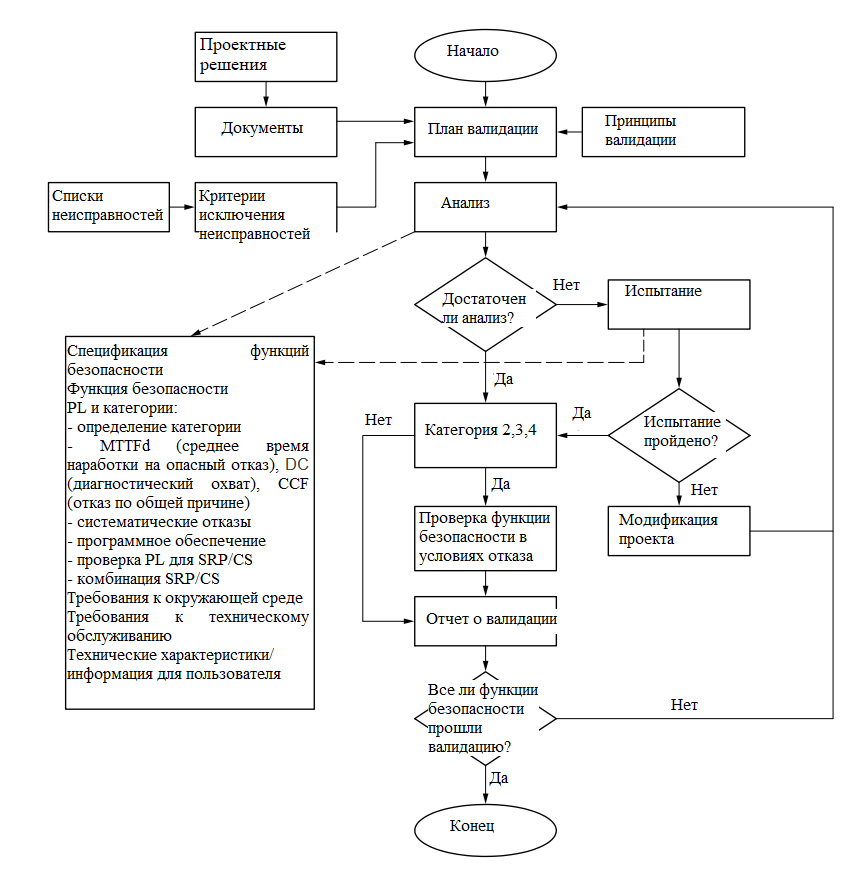 Проектные
решения
Начало
Документы
План валидации
Принципы
валидации
Списки
неисправностей
Критерии
исключения
неисправностей
Анализ
Достаточен
ли анализ?
Нет
Испытание
Да
Спецификация функций
безопасности
Функция безопасности
PL и категории:
- определение категории
- MTTFd (среднее время
наработки на опасный отказ), DC
(диагностический охват), CCF
(отказ по общей причине)
- систематические отказы
- программное обеспечение
- проверка PL для SRP/CS
- комбинация SRP/CS
Требования к окружающей среде
Требования к техническому
обслуживанию
Технические характеристики/
информация для пользователя
Нет
Категория 2,3,4
Да
Испытание
пройдено?
Да
Нет
Проверка функции
безопасности в
условиях отказа
Модификация
проекта
Отчет о валидации
Все ли функции
безопасности
прошли
валидацию?
Нет
Да
Конец